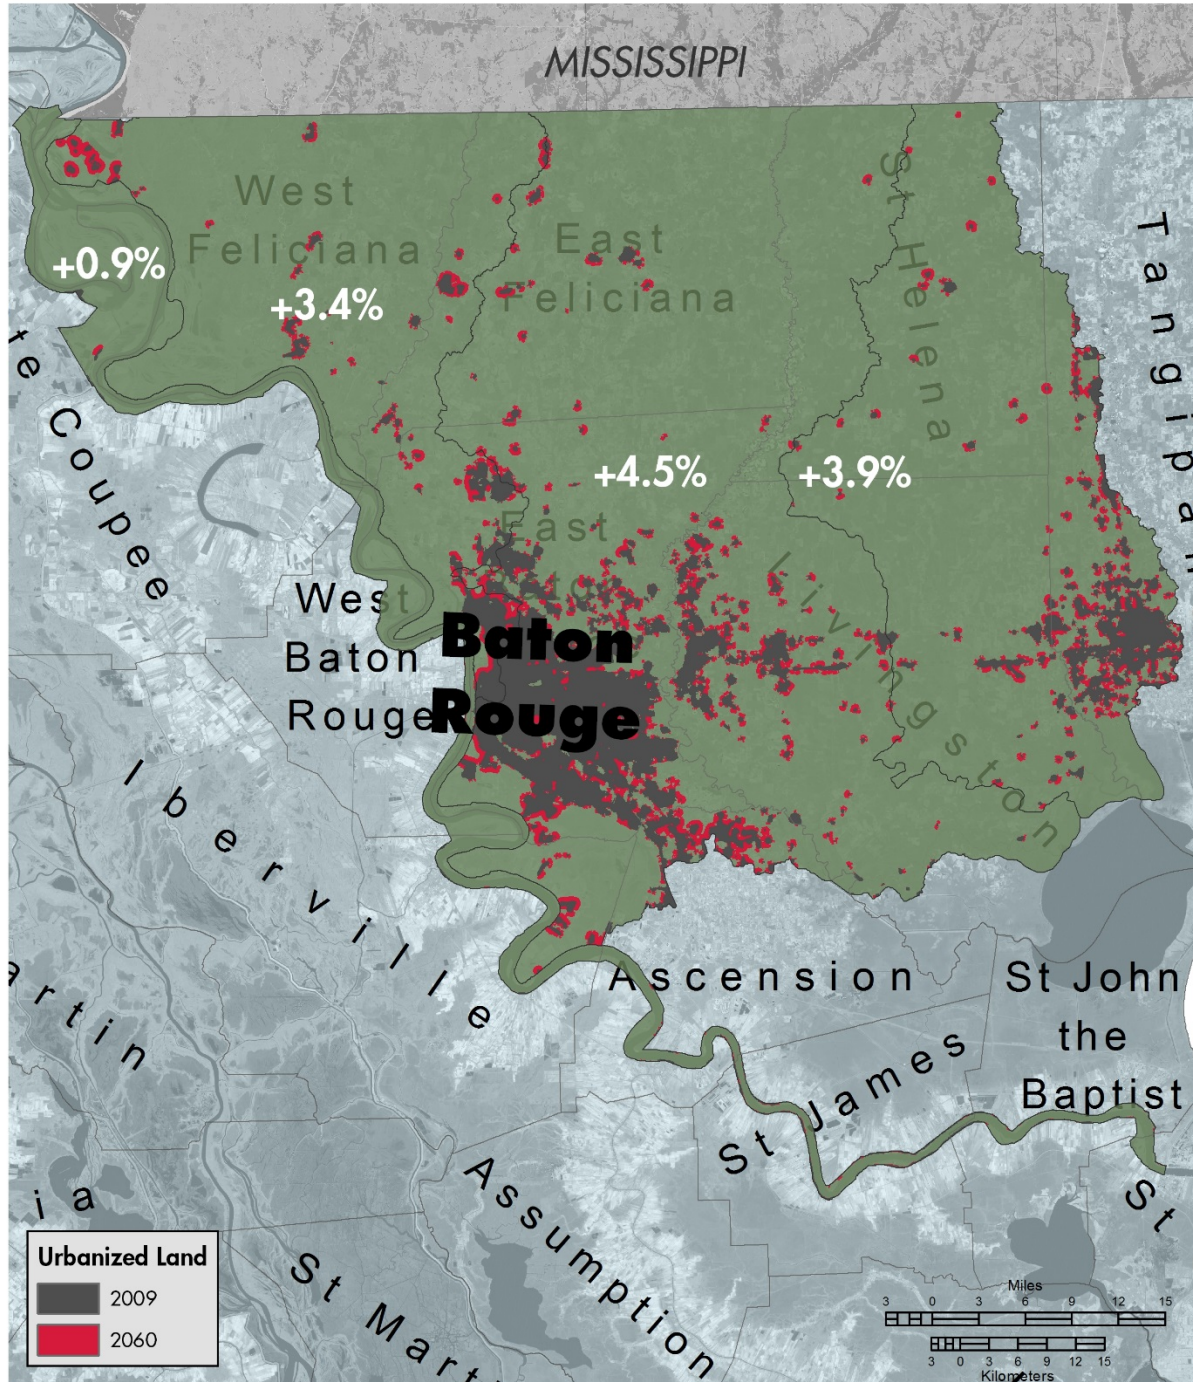 MISSISSIPPI
West
Feliciana
East
Feliciana
St Helena
+0.9%
+3.4%
+4.5%
+3.9%
te Coupee
East
West
Baton
Rouge
Baton
Rouge
Livingston
Iberville
Ascension
St John
the
Baptist
St James
artin
Assumption
ia
St
St Mart
Urbanized Land
2009
2060
Miles
3 0 3 6 9 12 15
3 0 3 6 9 12 15
Kilometers